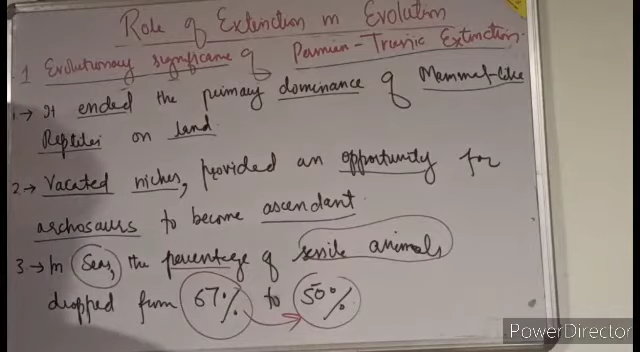 Role of Extinction in Evolution
1 Evolutionary significance of Permian-Triassic Extinction.
1→ It ended the primary dominance of Mammal-like
Reptiles on land
2→ Vacated niches, provided an opportunity for
archosaurs to become ascendant.
3→ In Seas, the percentage of sessile animals
dropped from 67% to 50%
PowerDirector